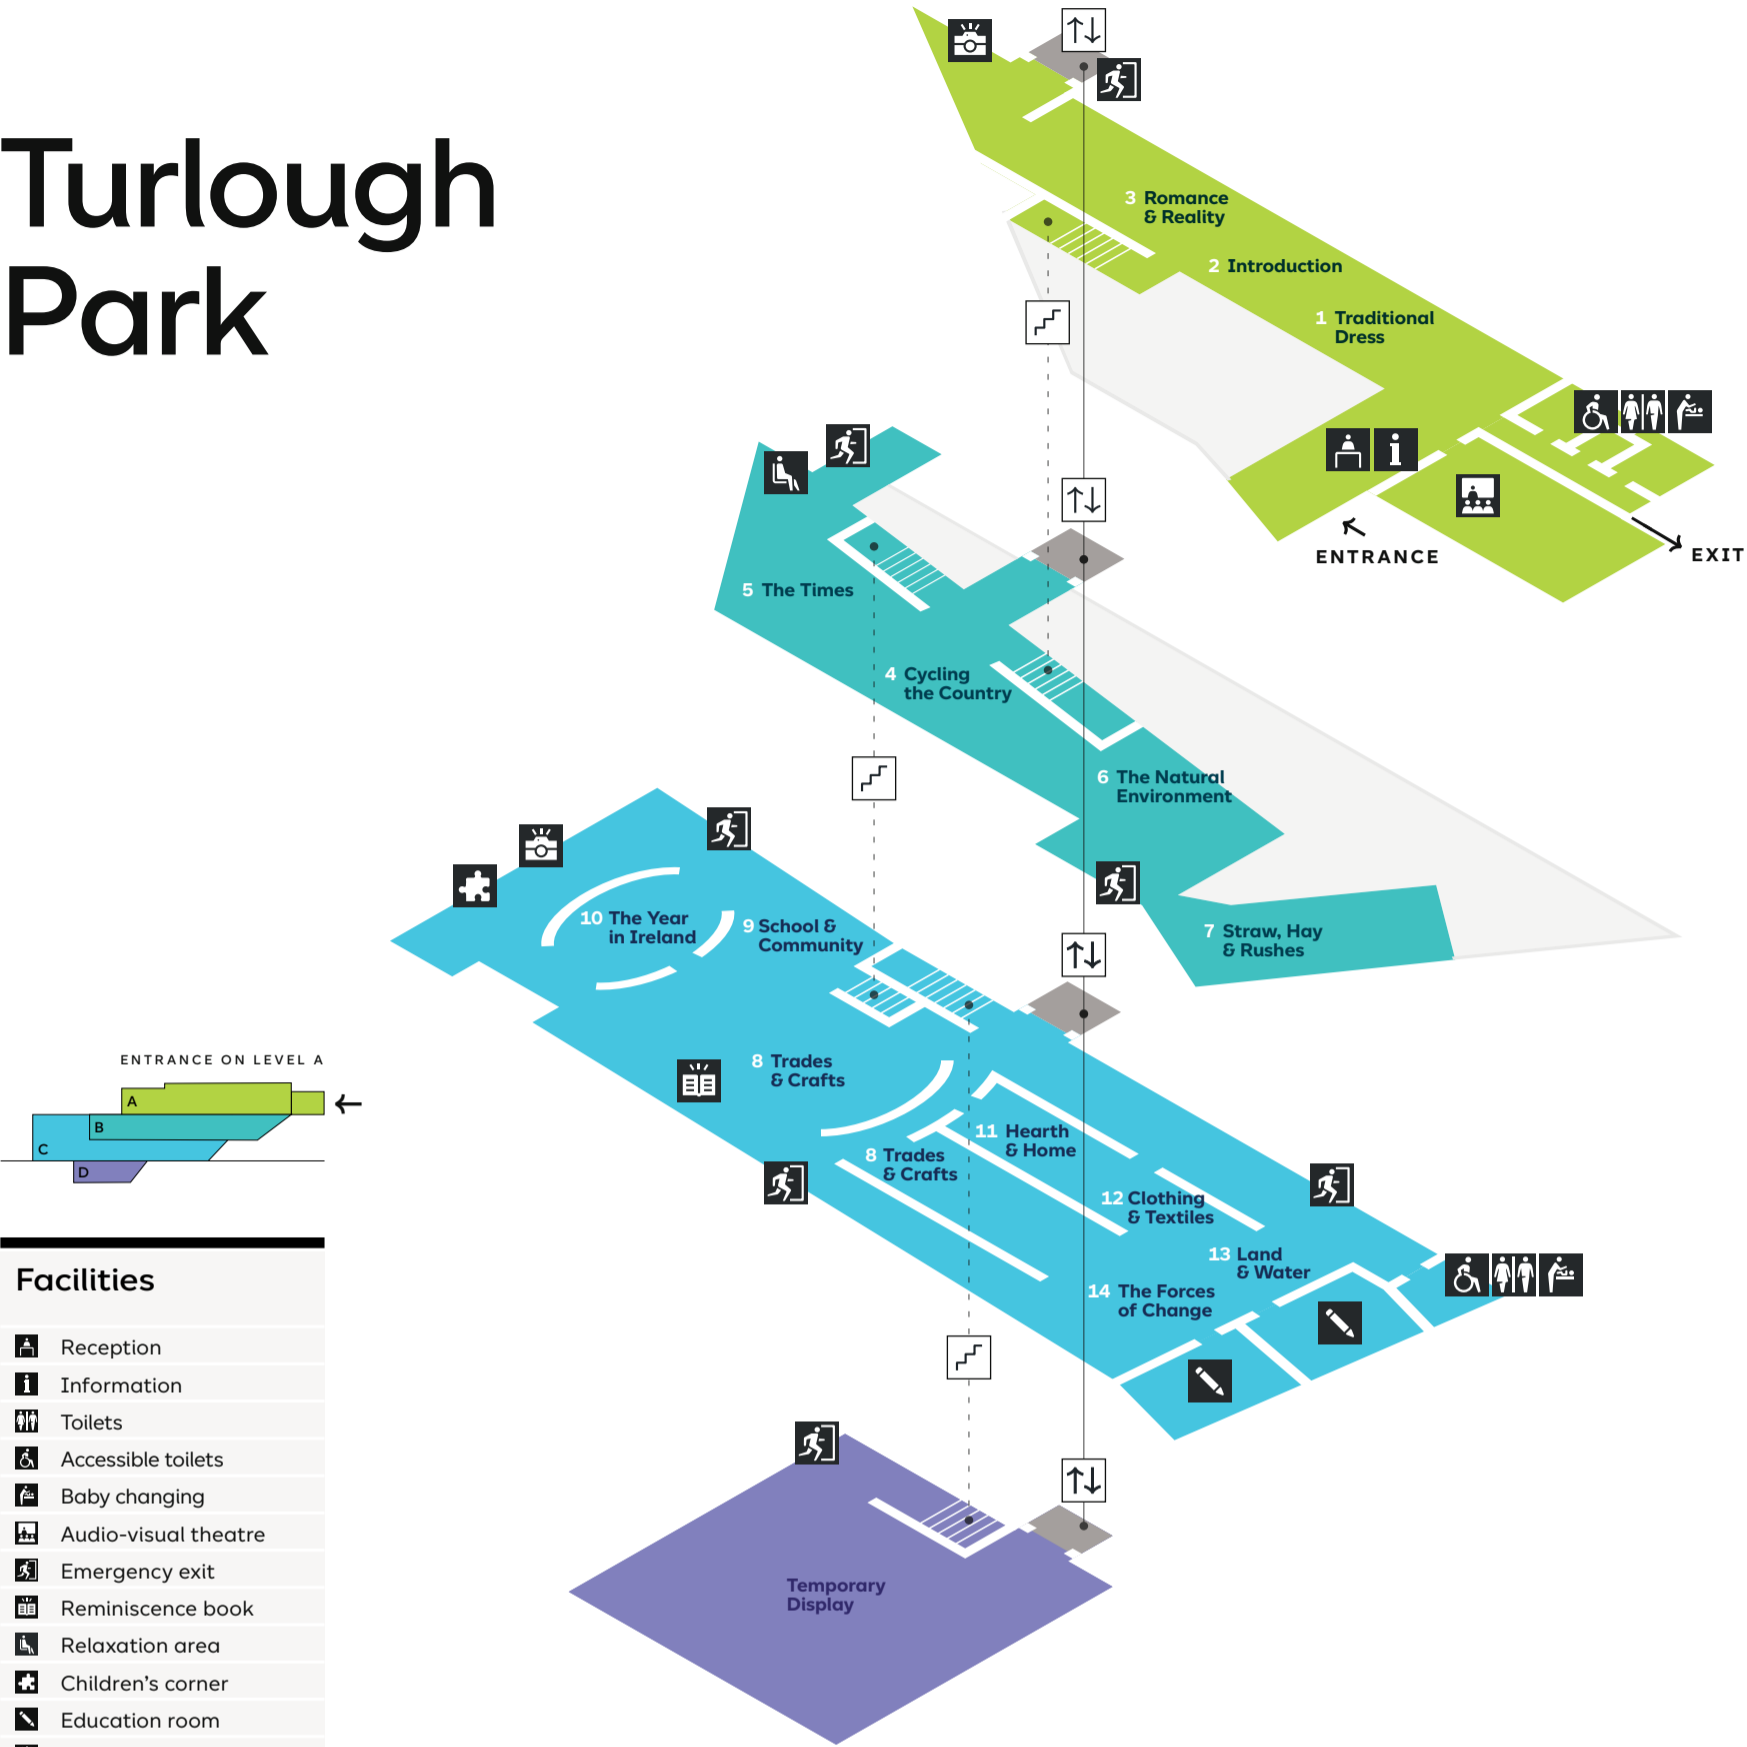 Turlough
Park
3 Romance
& Reality
2 Introduction
1 Traditional
Dress
ENTRANCE
EXIT
5 The Times
4 Cycling
the Country
6 The Natural
Environment
7 Straw, Hay
& Rushes
10 The Year
in Ireland
9 School &
Community
8 Trades
& Crafts
8 Trades
& Crafts
11 Hearth
& Home
12 Clothing
& Textiles
13 Land
& Water
14 The Forces
of Change
Temporary
Display
ENTRANCE ON LEVEL A
A
B
C
D
Facilities
Reception
Information
Toilets
Accessible toilets
Baby changing
Audio-visual theatre
Emergency exit
Reminiscence book
Relaxation area
Children's corner
Education room